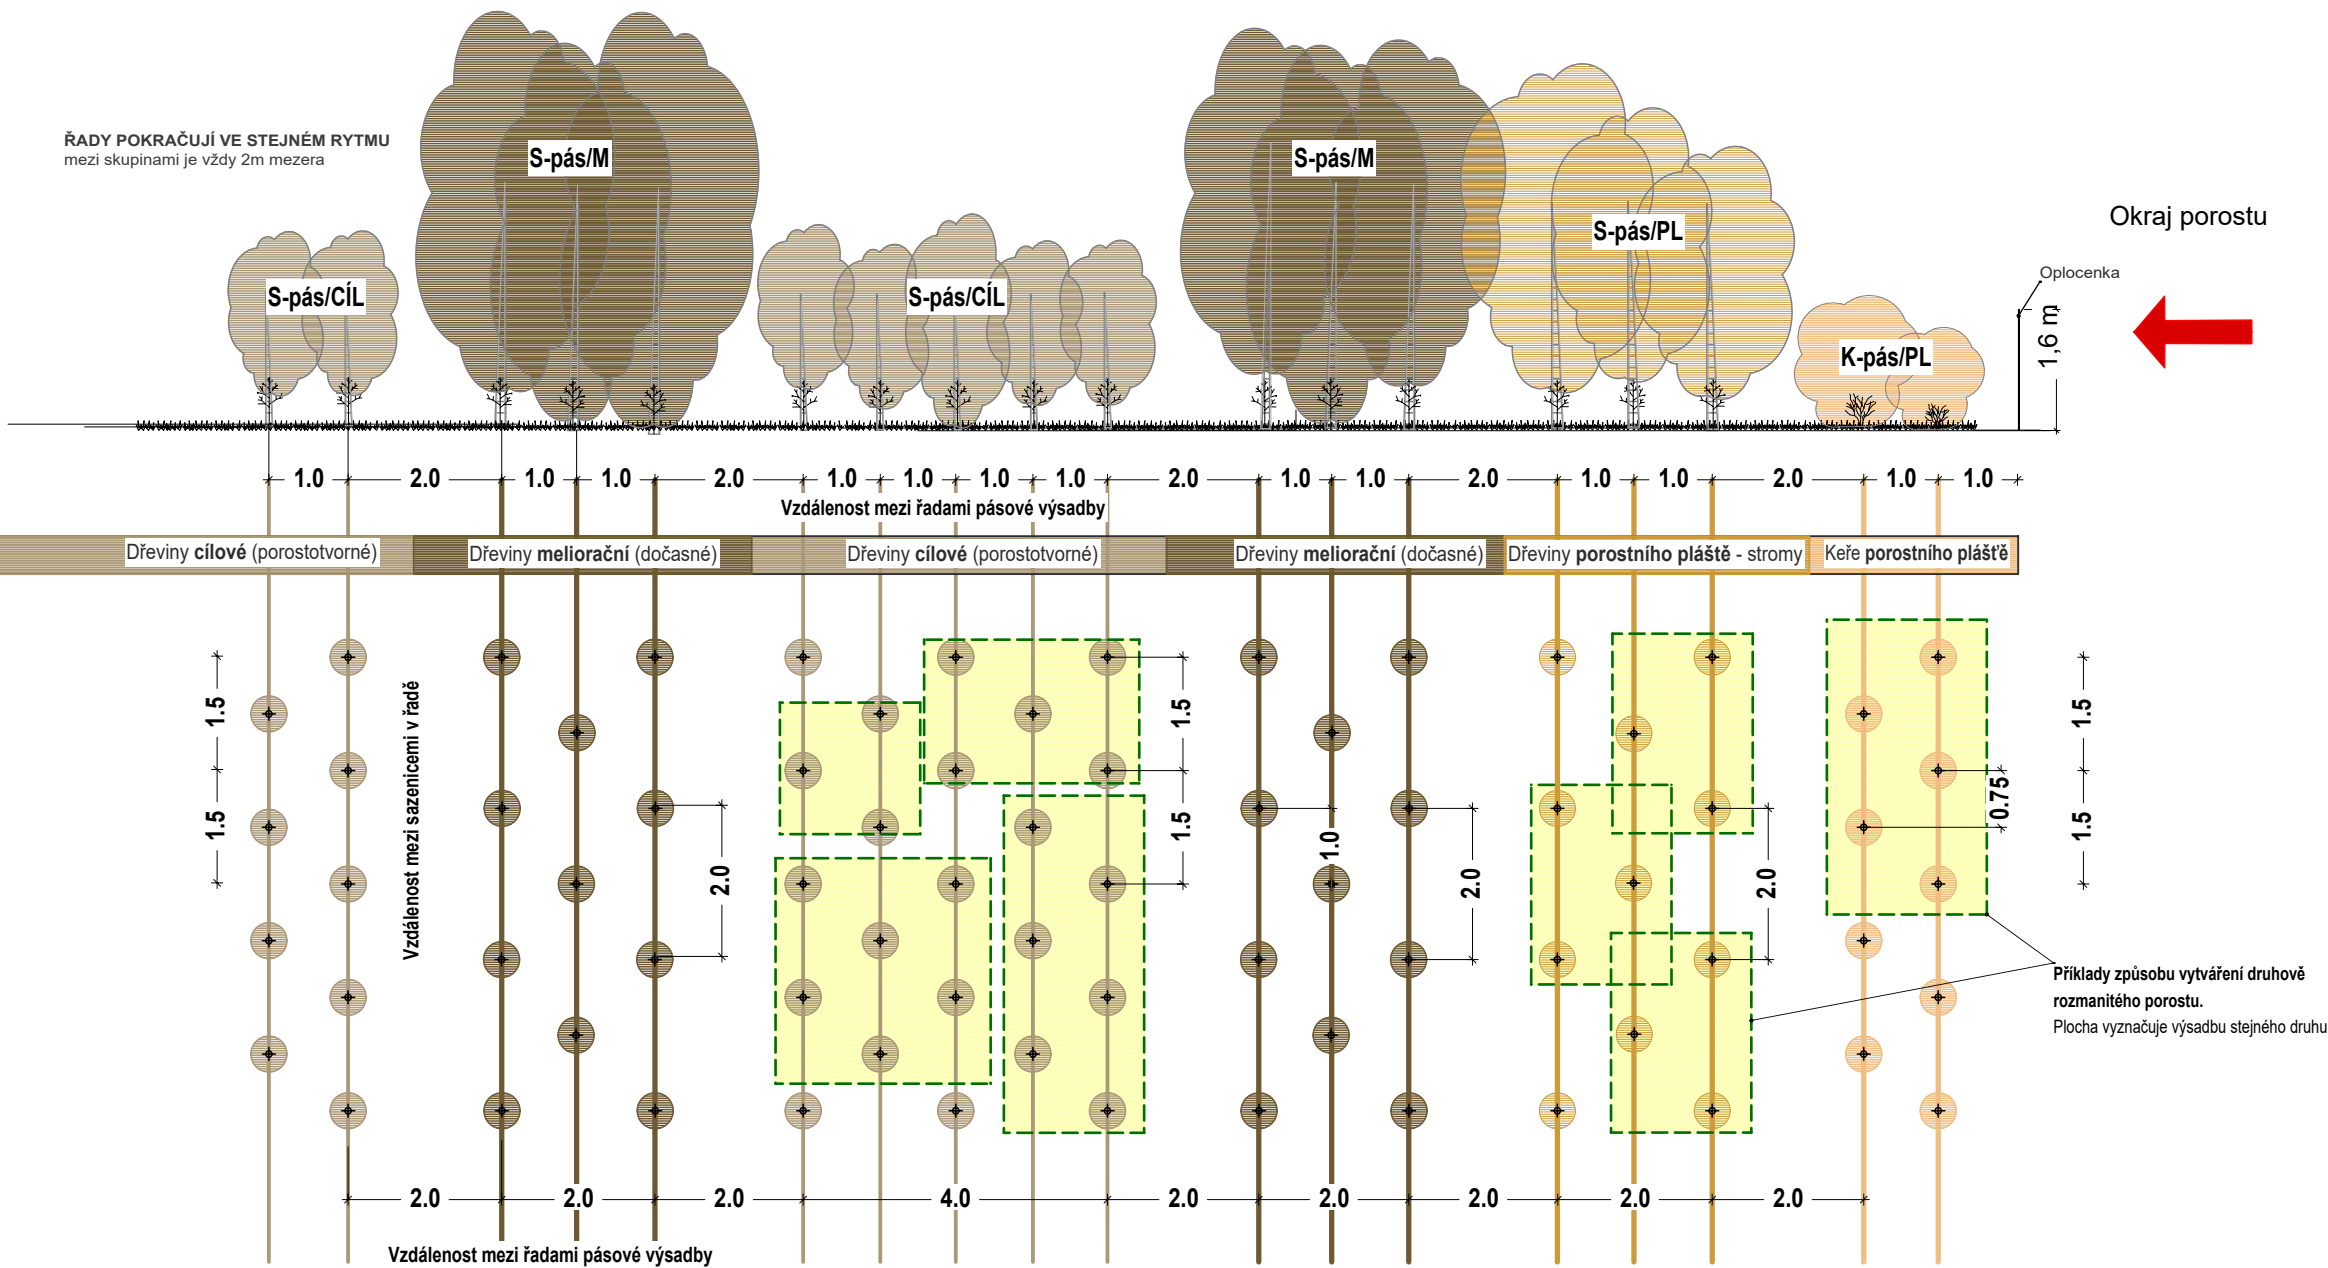 ŘADY POKRAČUJÍ VE STEJNÉM RYTMU
mezi skupinami je vždy 2m mezera
S-pás/CÍL
S-pás/M
S-pás/CÍL
S-pás/M
S-pás/PL
K-pás/PL
Okraj porostu
Oplocenka
1,6 m
1.0 2.0 1.0 1.0 2.0 1.0 1.0 1.0 1.0 2.0 1.0 1.0 2.0 1.0 1.0 2.0 1.0 1.0
Vzdálenost mezi řadami pásové výsadby
Dřeviny cílové (porostotvorné)
Dřeviny meliorační (dočasné)
Dřeviny cílové (porostotvorné)
Dřeviny meliorační (dočasné)
Dřeviny porostního pláště - stromy
Keře porostního plášťě
1.5
1.5
Vzdálenost mezi sazenicemi v řadě
2.0
1.5
1.5
1.0
2.0
2.0
0.75
1.5
1.5
Příklady způsobu vytváření druhově
rozmanitého porostu.
Plocha vyznačuje výsadbu stejného druhu
2.0 2.0 2.0 4.0 2.0 2.0 2.0 2.0 2.0
Vzdálenost mezi řadami pásové výsadby